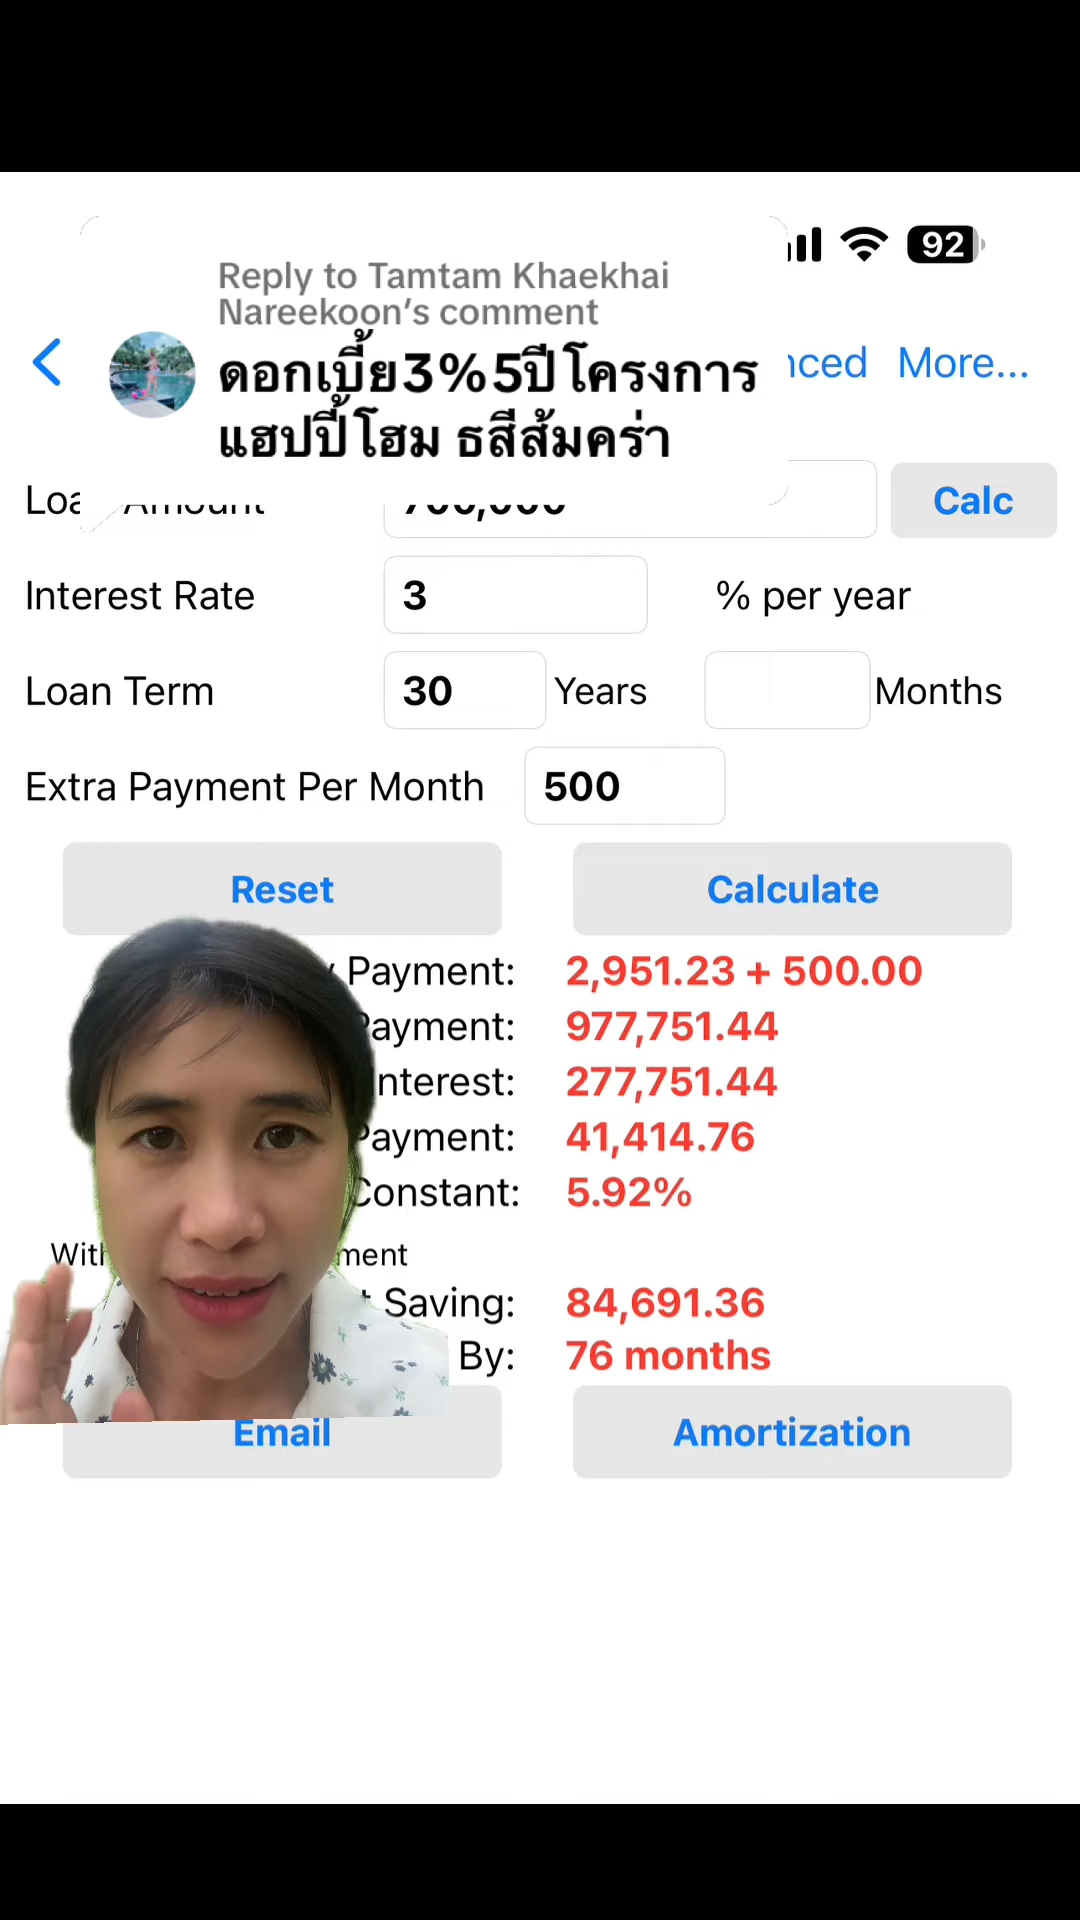 92
Reply to Tamtam Khaekhai
Nareekoon's comment
ดอกเบี้ย3%5ปีโครงการ
แฮปปี้โฮม ธสีส้มคร่า
More...
Amount 700,000 Calc
Interest Rate 3 % per year
Loan Term 30 Years Months
Extra Payment Per Month 500
Reset Calculate
Payment: 2,951.23 + 500.00
977,751.44
277,751.44
41,414.76
5.92%
Saving: 84,691.36
By: 76 months
Email Amortization